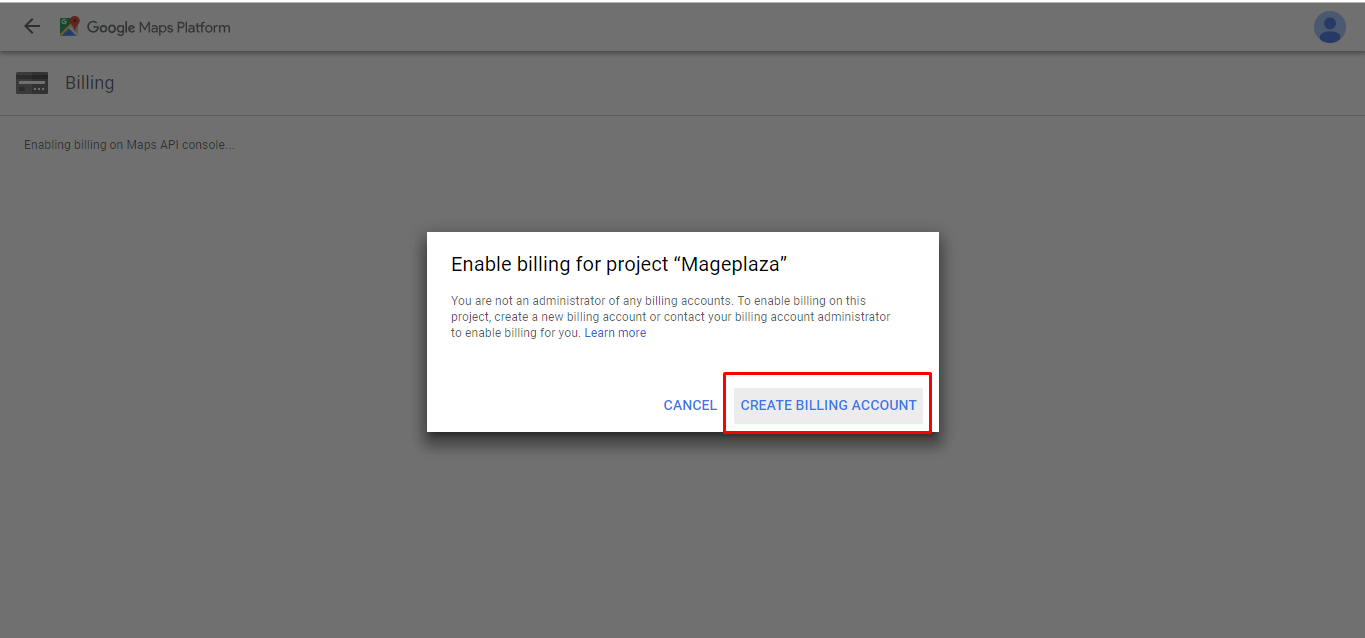 Google Maps Platform
Billing
Enabling billing on Maps API console...
Enable billing for project “Mageplaza”
You are not an administrator of any billing accounts. To enable billing on this
project, create a new billing account or contact your billing account administrator
to enable billing for you. Learn more
CANCEL CREATE BILLING ACCOUNT